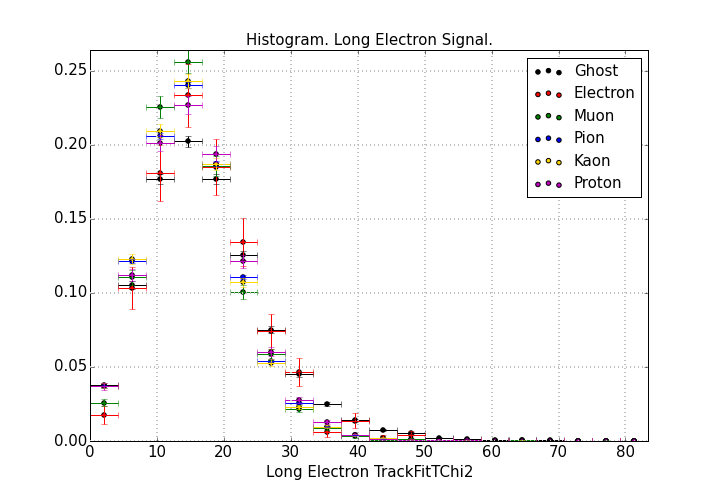 Histogram. Long Electron Signal.
0.25
0.20
0.15
0.10
0.05
0.00
Ghost
Electron
Muon
Pion
Kaon
Proton
0 10 20 30 40 50 60 70 80
Long Electron TrackFitTChi2